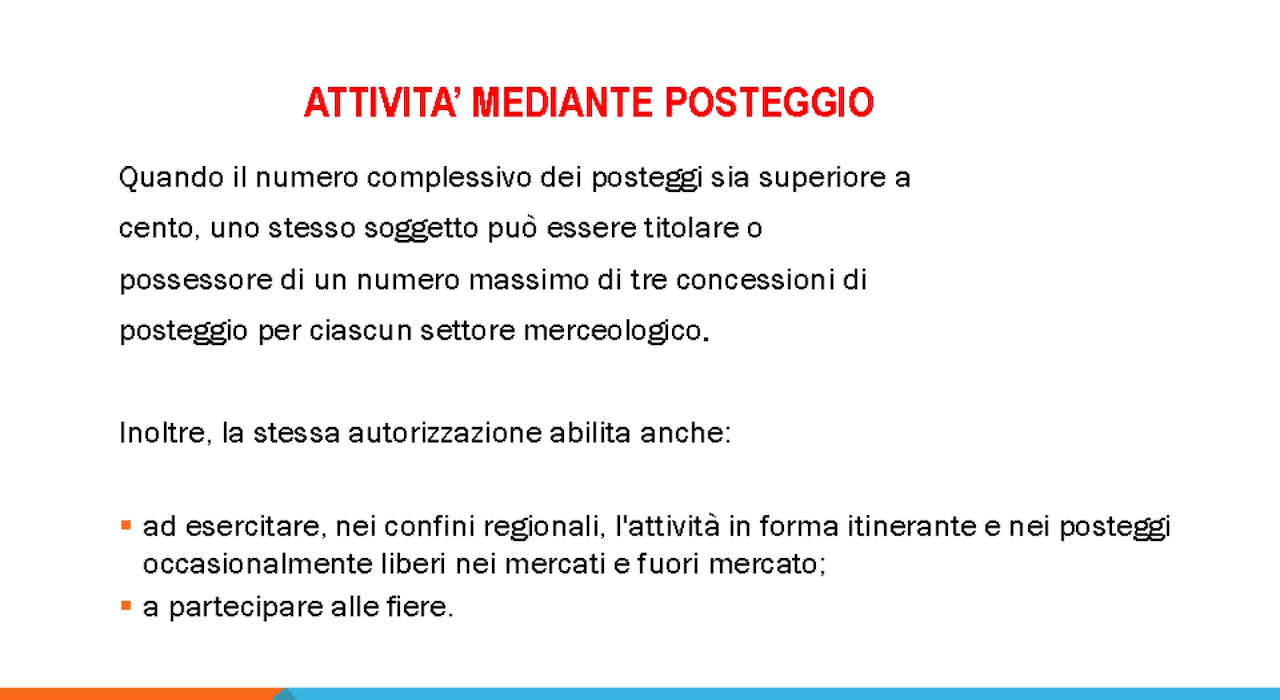 ATTIVITA’ MEDIANTE POSTEGGIO
Quando il numero complessivo dei posteggi sia superiore a
cento, uno stesso soggetto può essere titolare o
possessore di un numero massimo di tre concessioni di
posteggio per ciascun settore merceologico.
Inoltre, la stessa autorizzazione abilita anche:
▪ ad esercitare, nei confini regionali, l'attività in forma itinerante e nei posteggi
occasionalmente liberi nei mercati e fuori mercato;
▪ a partecipare alle fiere.